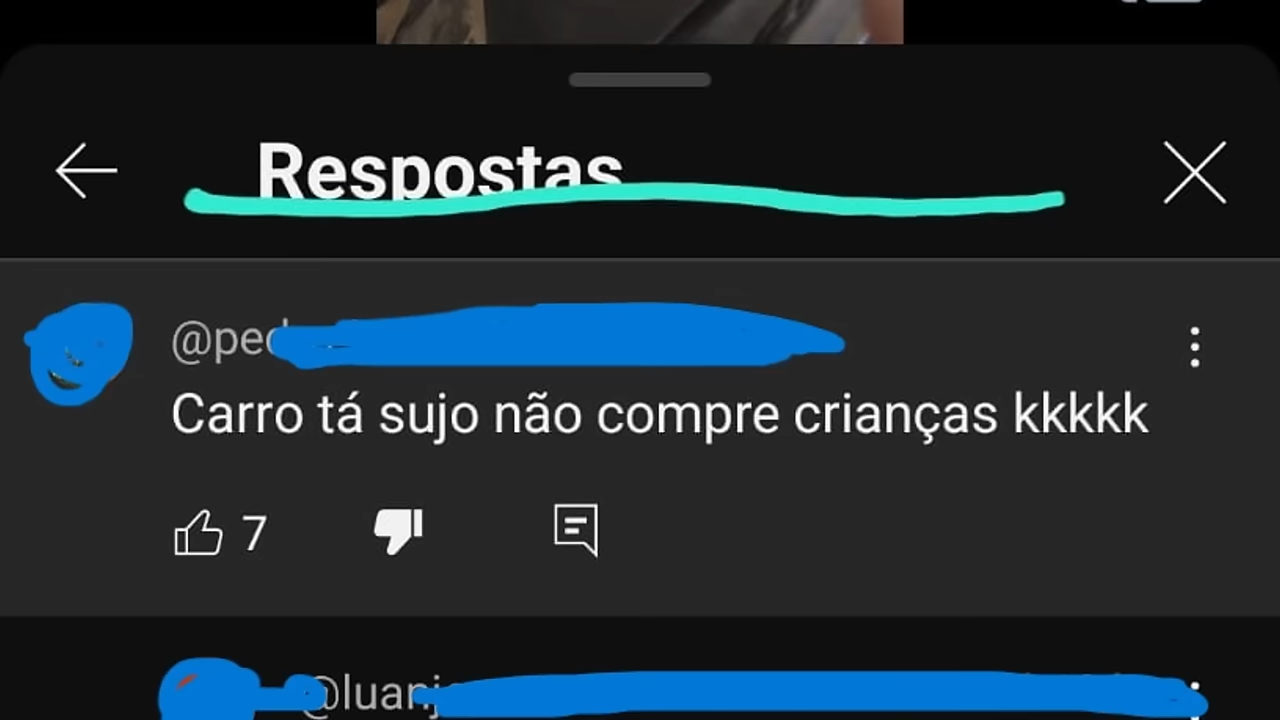 Respostas
@ped
Carro tá sujo não compre crianças kkkkk
7
@luanj